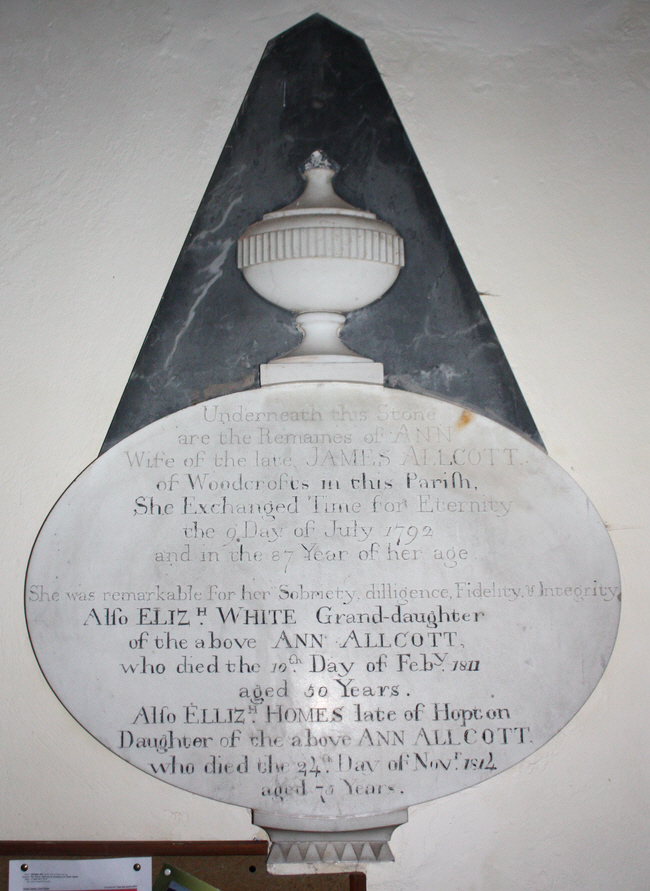 Underneath this Stone
are the Remaines of ANN
Wife of the late, JAMES ALLCOTT.
of Woodcrofts in this Parish,
She Exchanged Time for Eternity
the 9 Day of July 1792
and in the 87 Year of her age
She was remarkable for her Sobriety, dilligence, Fidelity, & Integrity
Alſo ELIZH. WHITE Grand-daughter
of the above ANN ALLCOTT,
who died the 10th Day of Feby. 1811
aged 50 Years.
Alſo ELLIZH. HOMES late of Hopton
Daughter of the above ANN ALLCOTT.
who died the 24th Day of Novr. 1814
aged 75 Years.